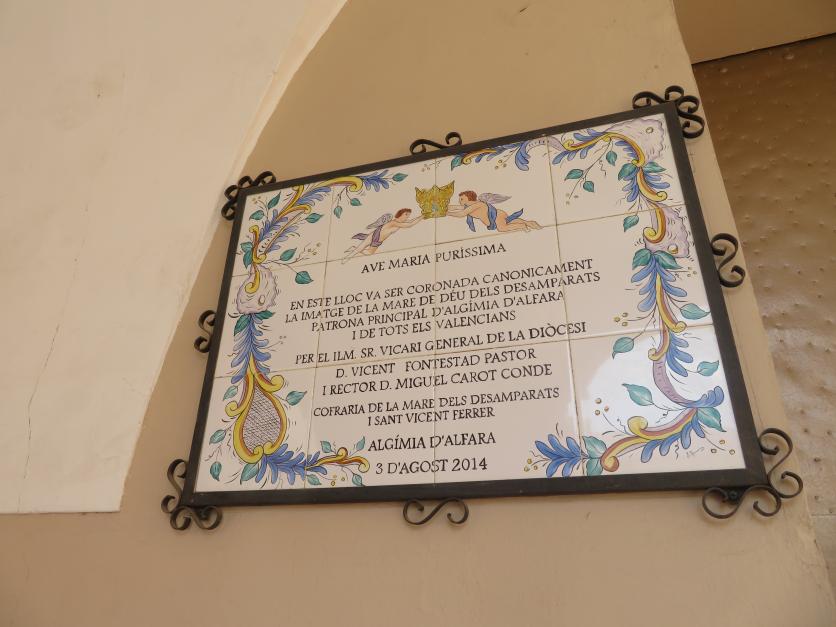 AVE MARIA PURÍSSIMA
EN ESTE LLOC VA SER CORONADA CANONICAMENT
LA IMATGE DE LA MARE DE DÉU DELS DESAMPARATS
PATRONA PRINCIPAL D'ALGÍMIA D'ALFARA
I DE TOTS ELS VALENCIANS
PER EL ILM. SR. VICARI GENERAL DE LA DIÒCESI
D. VICENT FONTESTAD PASTOR
I RECTOR D. MIGUEL CAROT CONDE
COFRARIA DE LA MARE DELS DESAMPARATS
I SANT VICENT FERRER
ALGÍMIA D'ALFARA
3 D'AGOST 2014